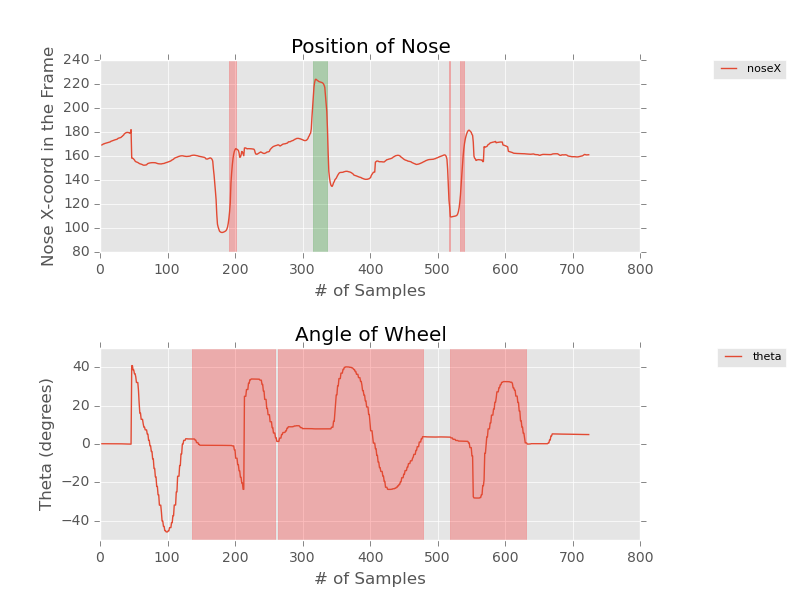 Position of Nose
Nose X-coord in the Frame
240
220
200
180
160
140
120
100
80
0 100 200 300 400 500 600 700 800
# of Samples
noseX
Angle of Wheel
Theta (degrees)
40
20
0
−20
−40
0 100 200 300 400 500 600 700 800
# of Samples
theta